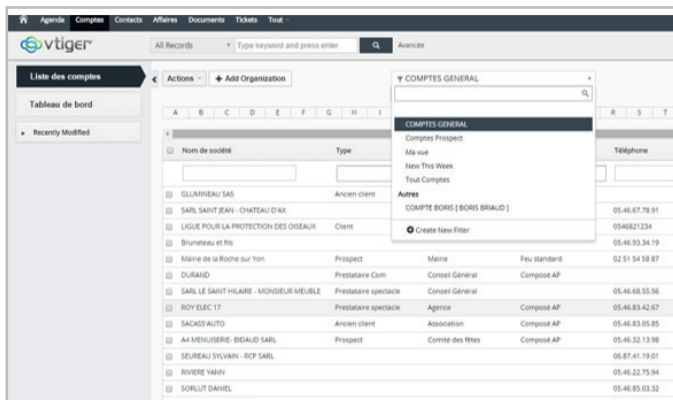 Agenda Comptes Contacts Affaires Documents Tickets Tout
vtiger All Records Type keyword and press enter Avancée
Liste des comptes Actions + Add Organization COMPTES GENERAL
Tableau de bord
A B C D E F G H I R S T
Recently Modified
COMPTES GENERAL
Comptes Prospect
Ma vue
New This Week
Tout Comptes
Autres
COMPTE BORIS [ BORIS BRIAUD ]
Create New Filter
Nom de société Type Téléphone
GLUMINEAU SAS Ancien client
SARL SAINT JEAN - CHATEAU D'AX 05.46.67.78.91
LIGUE POUR LA PROTECTION DES OISEAUX Client 0546821234
Bruneteau et fils 05.46.93.34.19
Mairie de la Roche sur Yon Prospect Mairie Feu standard 02 51 54 58 87
DURAND Prestataire Com Conseil Général Composé AP
SARL LE SAINT HILAIRE - MONSIEUR MEUBLE Prestataire spectacle Conseil Général 05.46.68.55.56
ROY ELEC 17 Prestataire spectacle Agence Composé AP 05.46.83.42.67
SACASS'AUTO Ancien client Association Composé AP 05.46.83.05.85
A4 MENUISERIE- BIDAUD SARL Prospect Comité des fêtes Composé AP 05.46.32.13.98
SEUREAU SYLVAIN - RCP SARL 06.87.41.19.01
RIVIERE YANN 05.46.22.75.94
SORLUT DANIEL 05.46.85.03.32